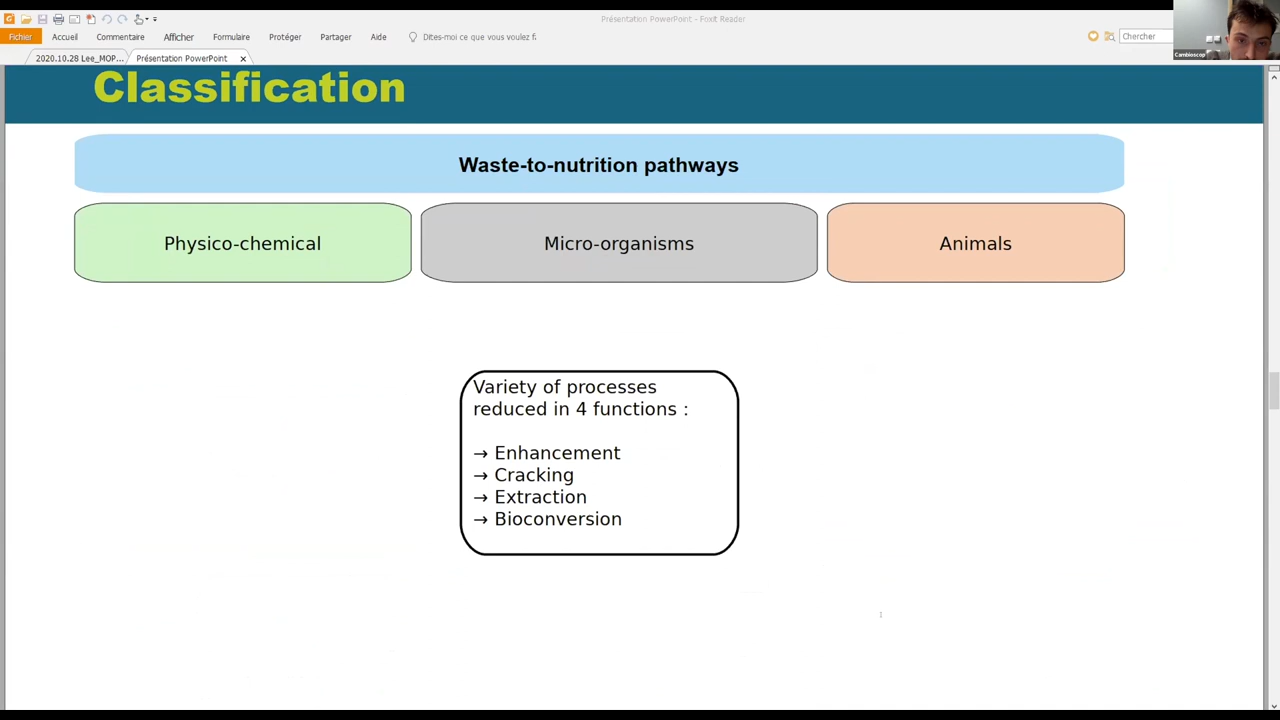 Présentation PowerPoint - Foxit Reader
Fichier Accueil Commentaire Afficher Formulaire Protéger Partager Aide Dites-moi ce que vous voulez fa Chercher
Cambioscop
2020.10.28 Lee_MOP... Présentation PowerPoint
Classification
Waste-to-nutrition pathways
Physico-chemical Micro-organisms Animals
Variety of processes
reduced in 4 functions :
→ Enhancement
→ Cracking
→ Extraction
→ Bioconversion